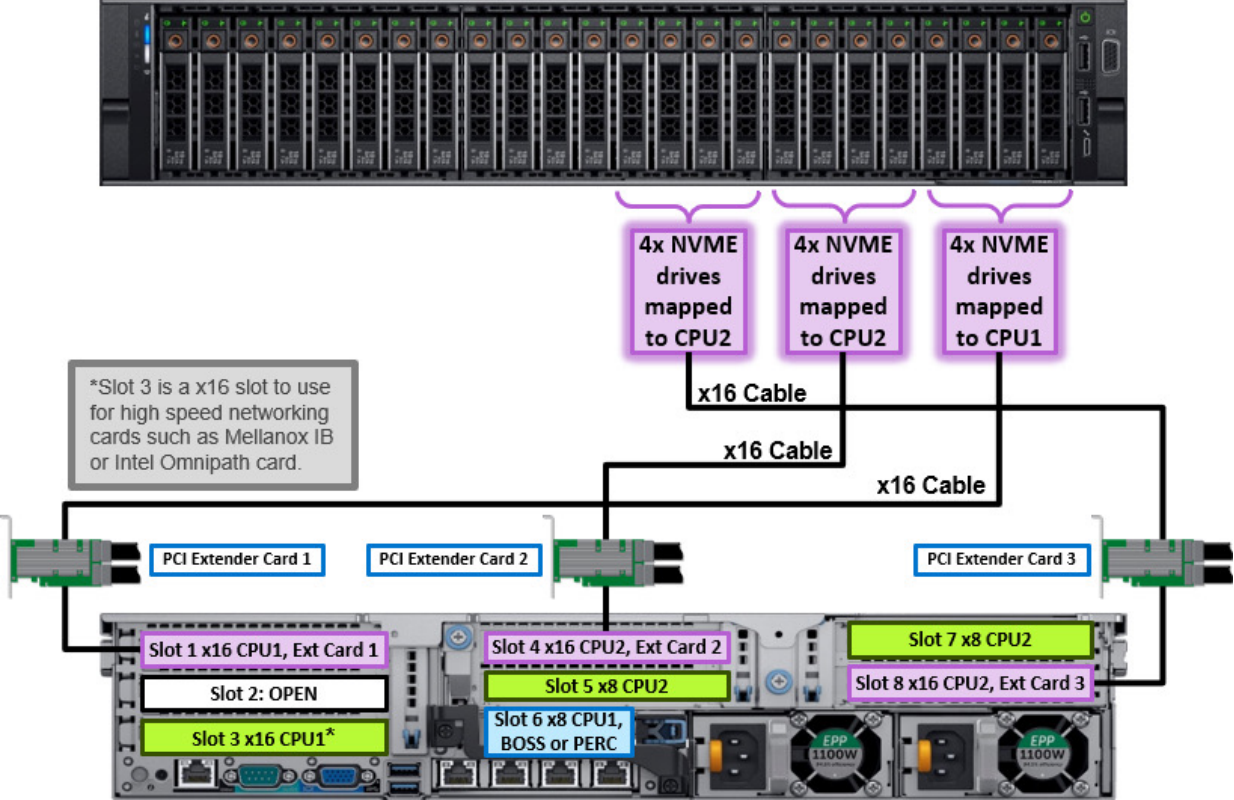 4x NVME
drives
mapped
to CPU2
4x NVME
drives
mapped
to CPU2
4x NVME
drives
mapped
to CPU1
x16 Cable
x16 Cable
x16 Cable
*Slot 3 is a x16 slot to use
for high speed networking
cards such as Mellanox IB
or Intel Omnipath card.
PCI Extender Card 1
PCI Extender Card 2
PCI Extender Card 3
Slot 1 x16 CPU1, Ext Card 1
Slot 2: OPEN
Slot 3 x16 CPU1*
Slot 4 x16 CPU2, Ext Card 2
Slot 5 x8 CPU2
Slot 6 x8 CPU1,
BOSS or PERC
Slot 7 x8 CPU2
Slot 8 x16 CPU2, Ext Card 3
EPP
1100W
EPP
1100W